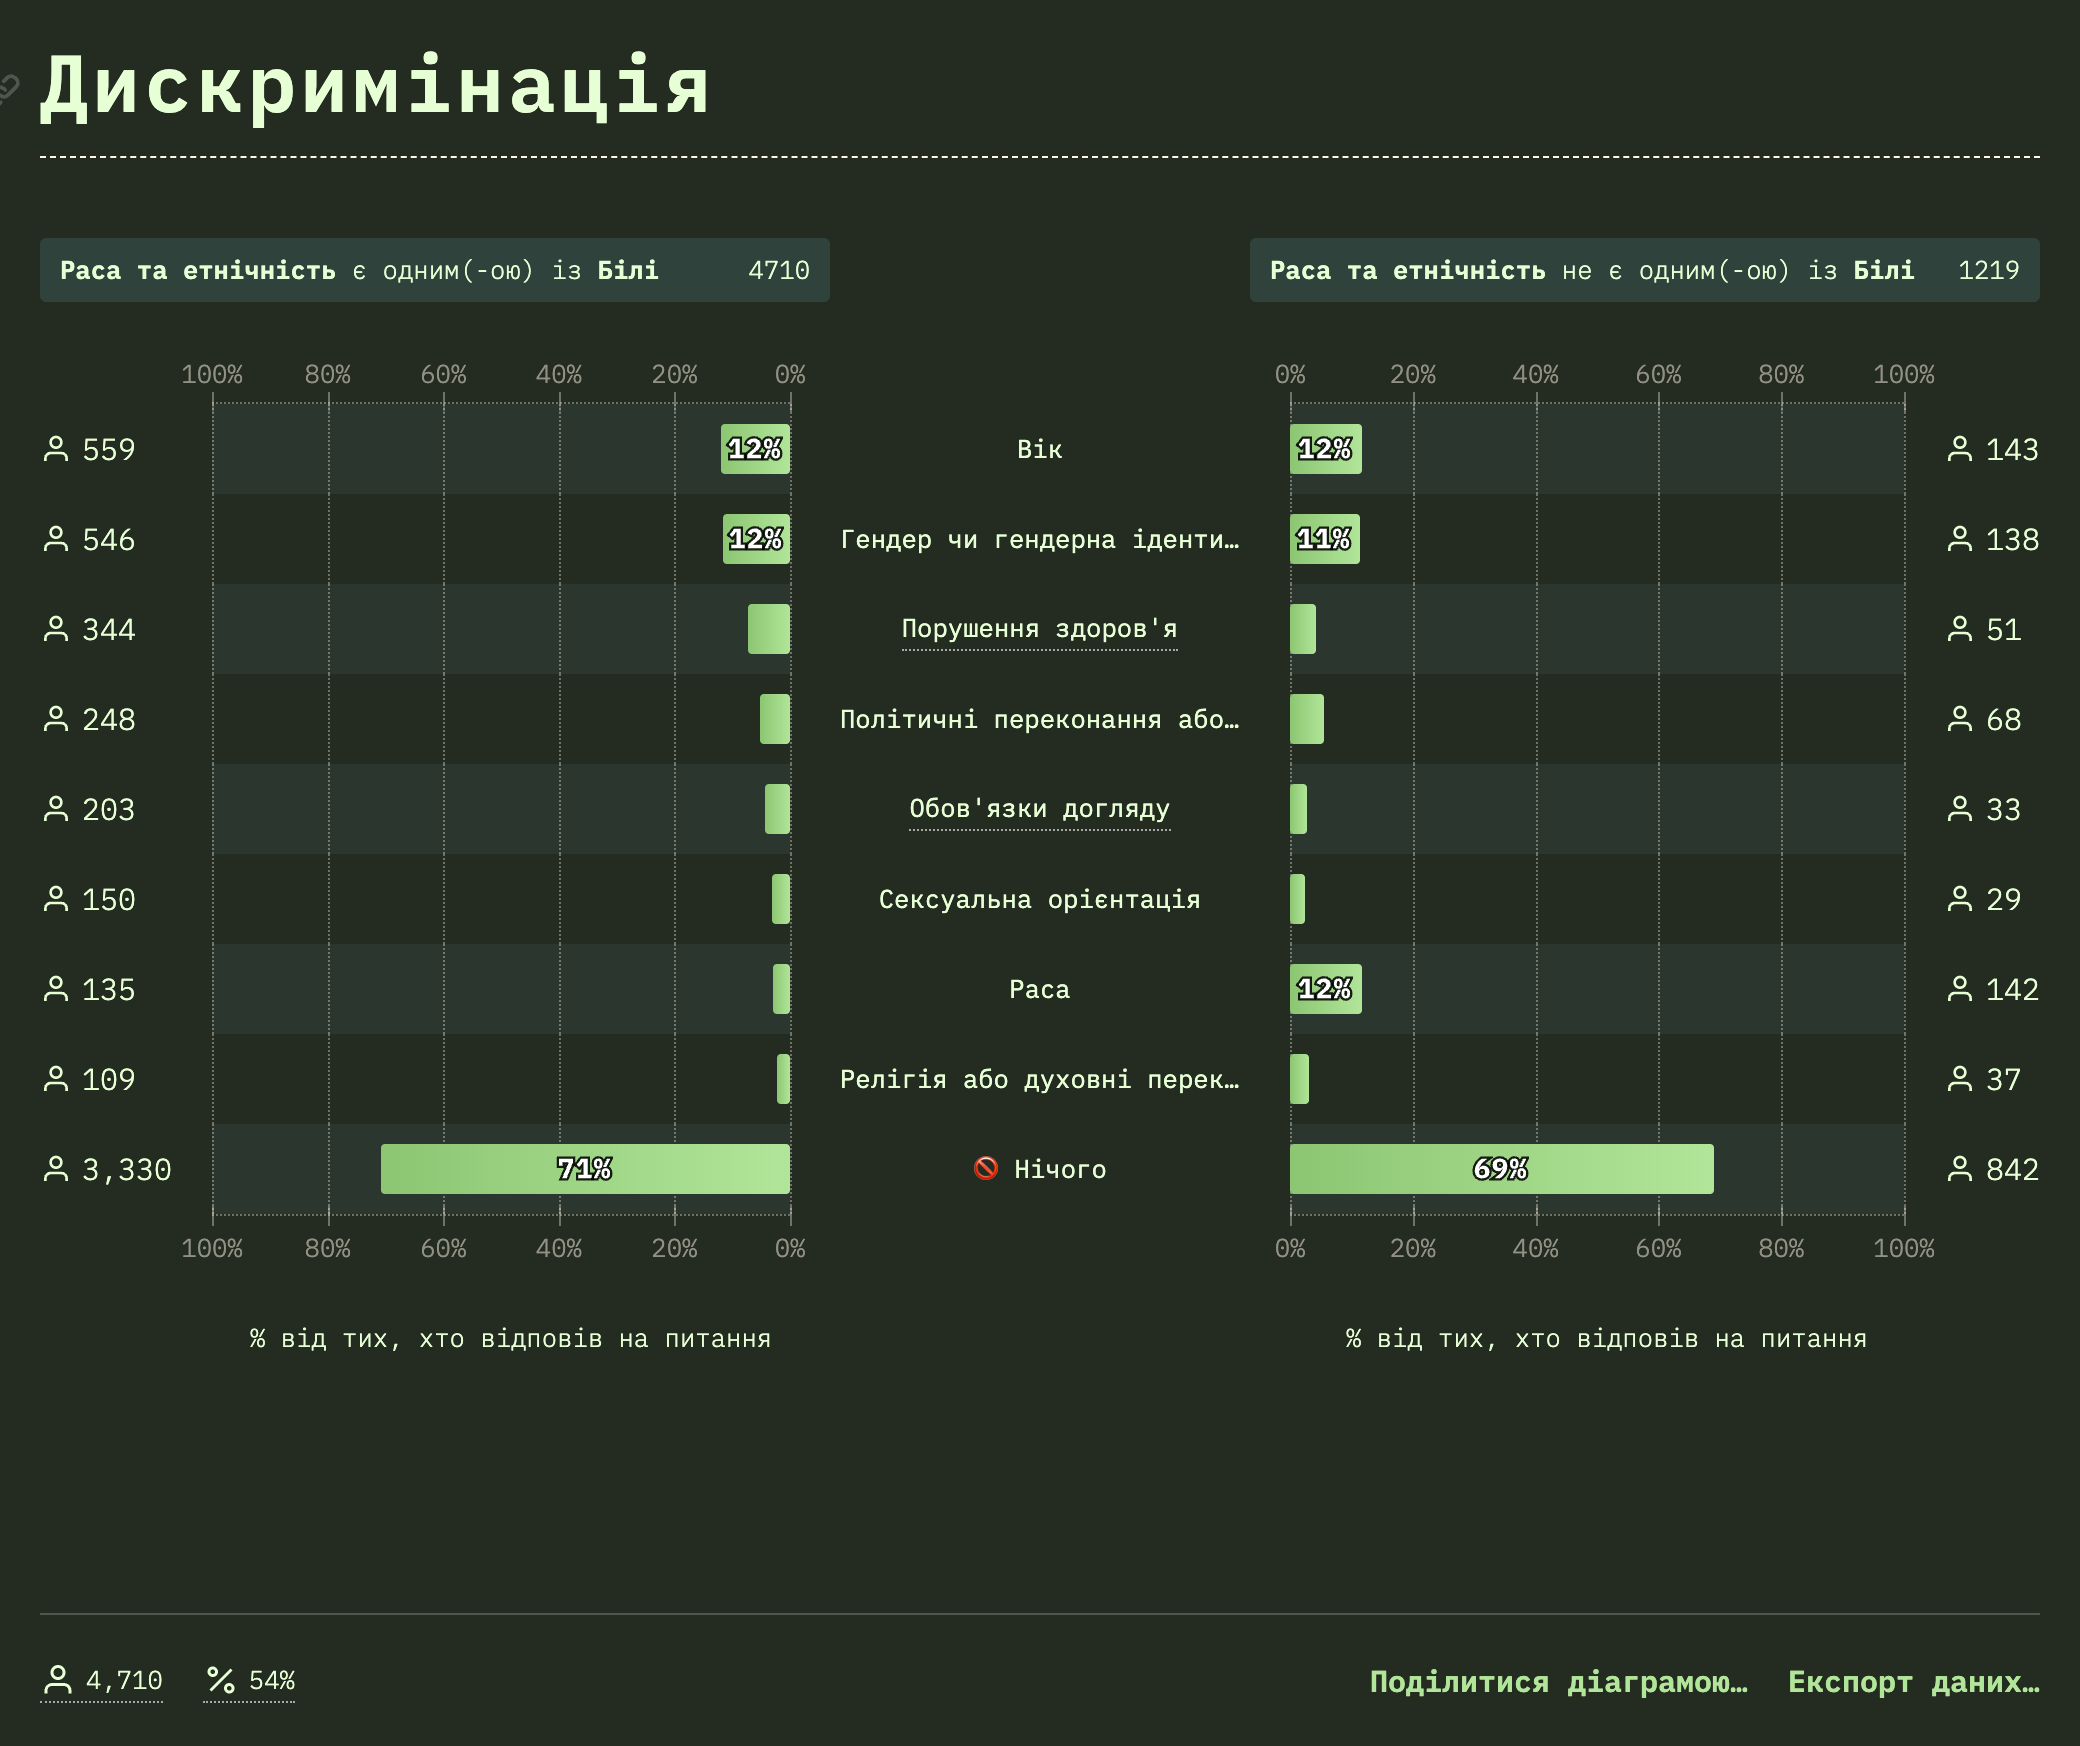 Дискримінація
Раса та етнічність є одним(-ою) із Білі 4710
Раса та етнічність не є одним(-ою) із Білі 1219
100% 80% 60% 40% 20% 0%
0% 20% 40% 60% 80% 100%
559 12% Вік 12% 143
546 12% Гендер чи гендерна іденти… 11% 138
344 Порушення здоров'я 51
248 Політичні переконання або… 68
203 Обов'язки догляду 33
150 Сексуальна орієнтація 29
135 Раса 12% 142
109 Релігія або духовні перек… 37
3,330 71% Нічого 69% 842
100% 80% 60% 40% 20% 0%
0% 20% 40% 60% 80% 100%
% від тих, хто відповів на питання
% від тих, хто відповів на питання
4,710 % 54%
Поділитися діаграмою… Експорт даних…